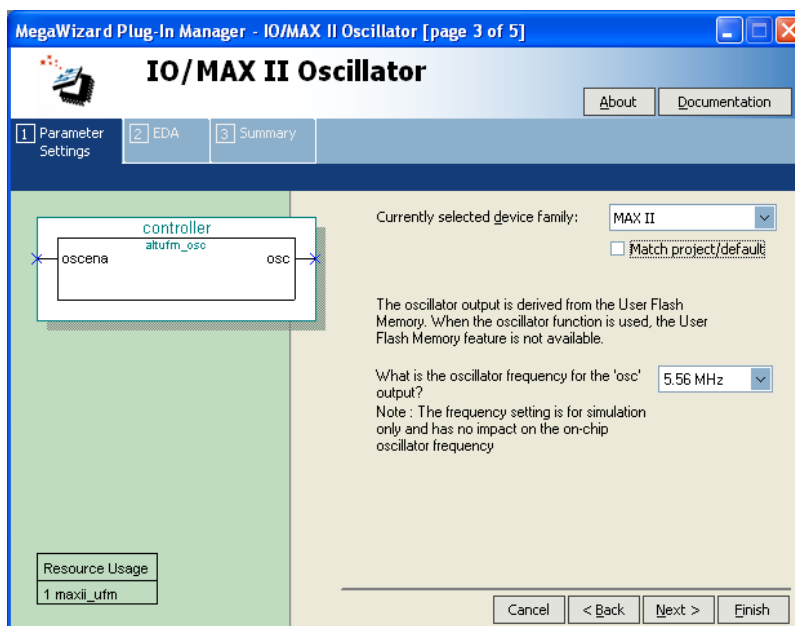 MegaWizard Plug-In Manager - IO/MAX II Oscillator [page 3 of 5]
IO/MAX II Oscillator
About
Documentation
1 Parameter
Settings
2 EDA
3 Summary
controller
altufm_osc
oscena
osc
Currently selected device family:
MAX II
Match project/default
The oscillator output is derived from the User Flash
Memory. When the oscillator function is used, the User
Flash Memory feature is not available.
What is the oscillator frequency for the 'osc'
output?
5.56 MHz
Note : The frequency setting is for simulation
only and has no impact on the on-chip
oscillator frequency
Resource Usage
1 maxii_ufm
Cancel
< Back
Next >
Finish